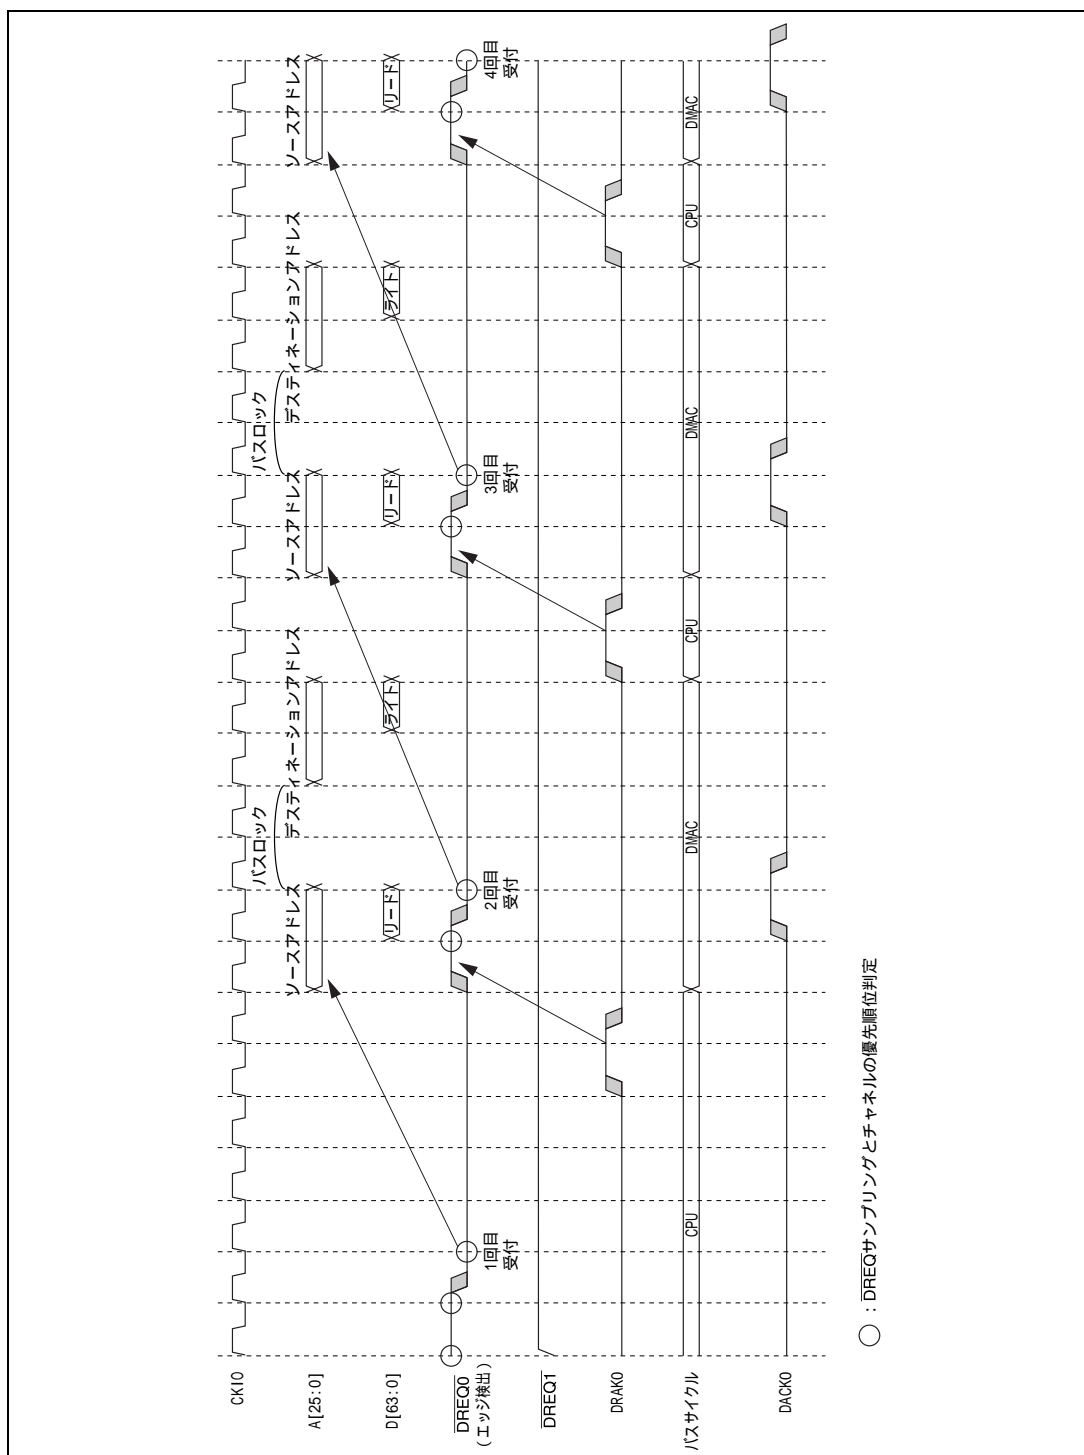 CKIO
A[25:0]
D[63:0]
DREQ0
(エッジ検出)
DREQ1
DRAK0
バスサイクル
DACK0
バスロック
バスロック
ソースアドレス
デスティネーションアドレス
ソースアドレス
デスティネーションアドレス
ソースアドレス
リード
ライト
リード
ライト
リード
1回目
受付
2回目
受付
3回目
受付
4回目
受付
CPU
DMAC
CPU
DMAC
CPU
DMAC
○ : DREQサンプリングとチャネルの優先順位判定